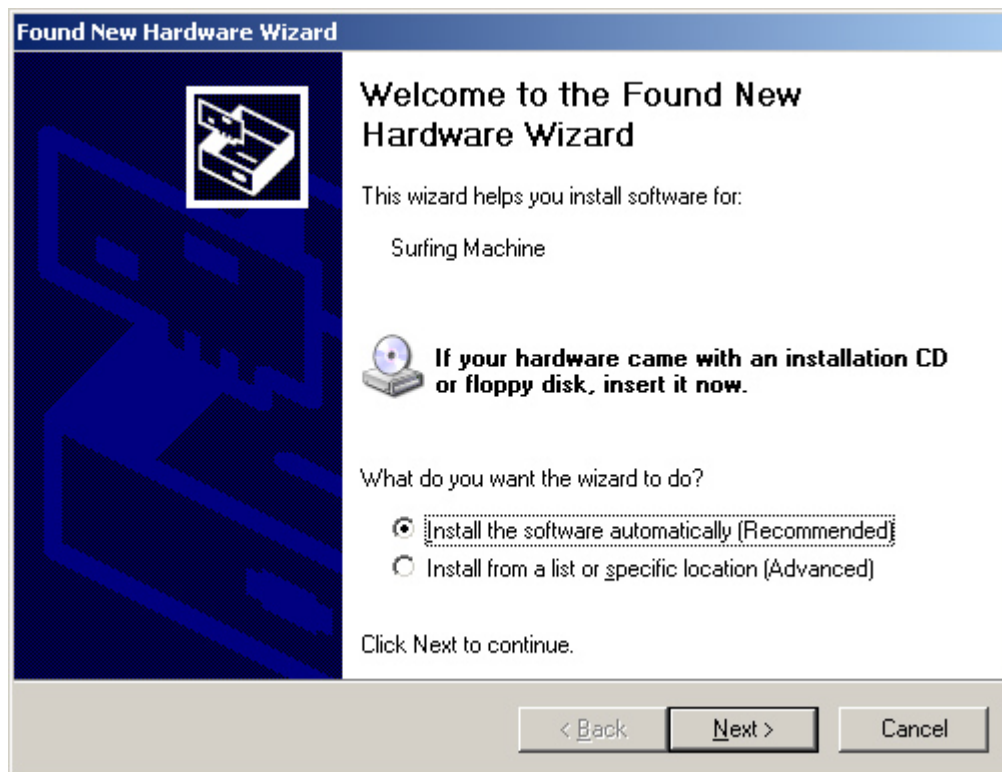 Found New Hardware Wizard
Welcome to the Found New
Hardware Wizard
This wizard helps you install software for:
Surfing Machine
If your hardware came with an installation CD
or floppy disk, insert it now.
What do you want the wizard to do?
Install the software automatically (Recommended)
Install from a list or specific location (Advanced)
Click Next to continue.
< Back Next > Cancel